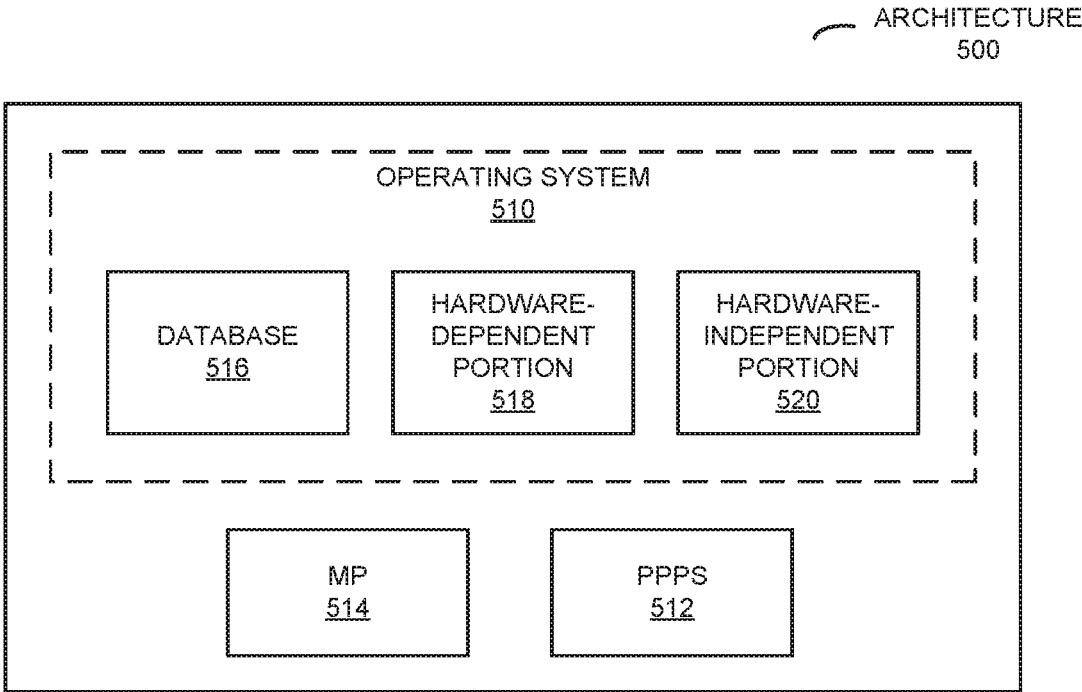 ARCHITECTURE
500
OPERATING SYSTEM
510
DATABASE
516
HARDWARE-
DEPENDENT
PORTION
518
HARDWARE-
INDEPENDENT
PORTION
520
MP
514
PPPS
512